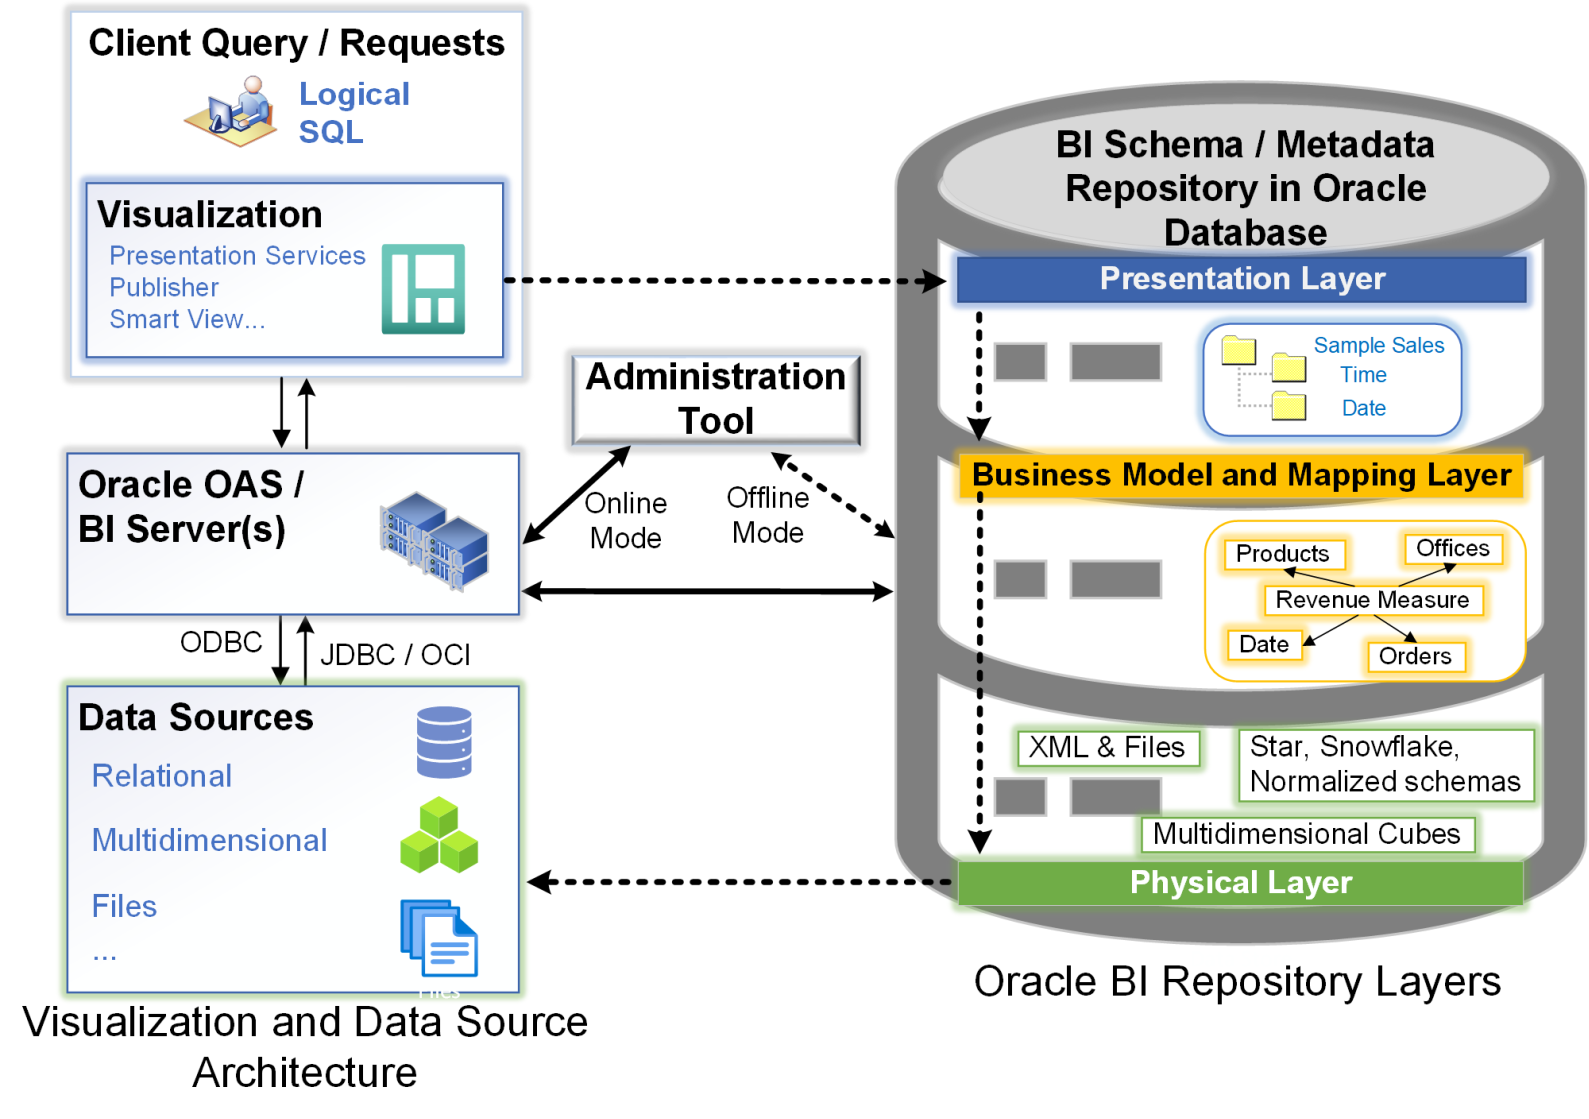 Client Query / Requests
Logical
SQL
Visualization
Presentation Services
Publisher
Smart View...
Oracle OAS /
BI Server(s)
ODBC
JDBC / OCI
Data Sources
Relational
Multidimensional
Files
...
Files
Visualization and Data Source
Architecture
Administration
Tool
Online
Mode
Offline
Mode
BI Schema / Metadata
Repository in Oracle
Database
Presentation Layer
Sample Sales
Time
Date
Business Model and Mapping Layer
Products
Offices
Revenue Measure
Date
Orders
XML & Files
Star, Snowflake,
Normalized schemas
Multidimensional Cubes
Physical Layer
Oracle BI Repository Layers